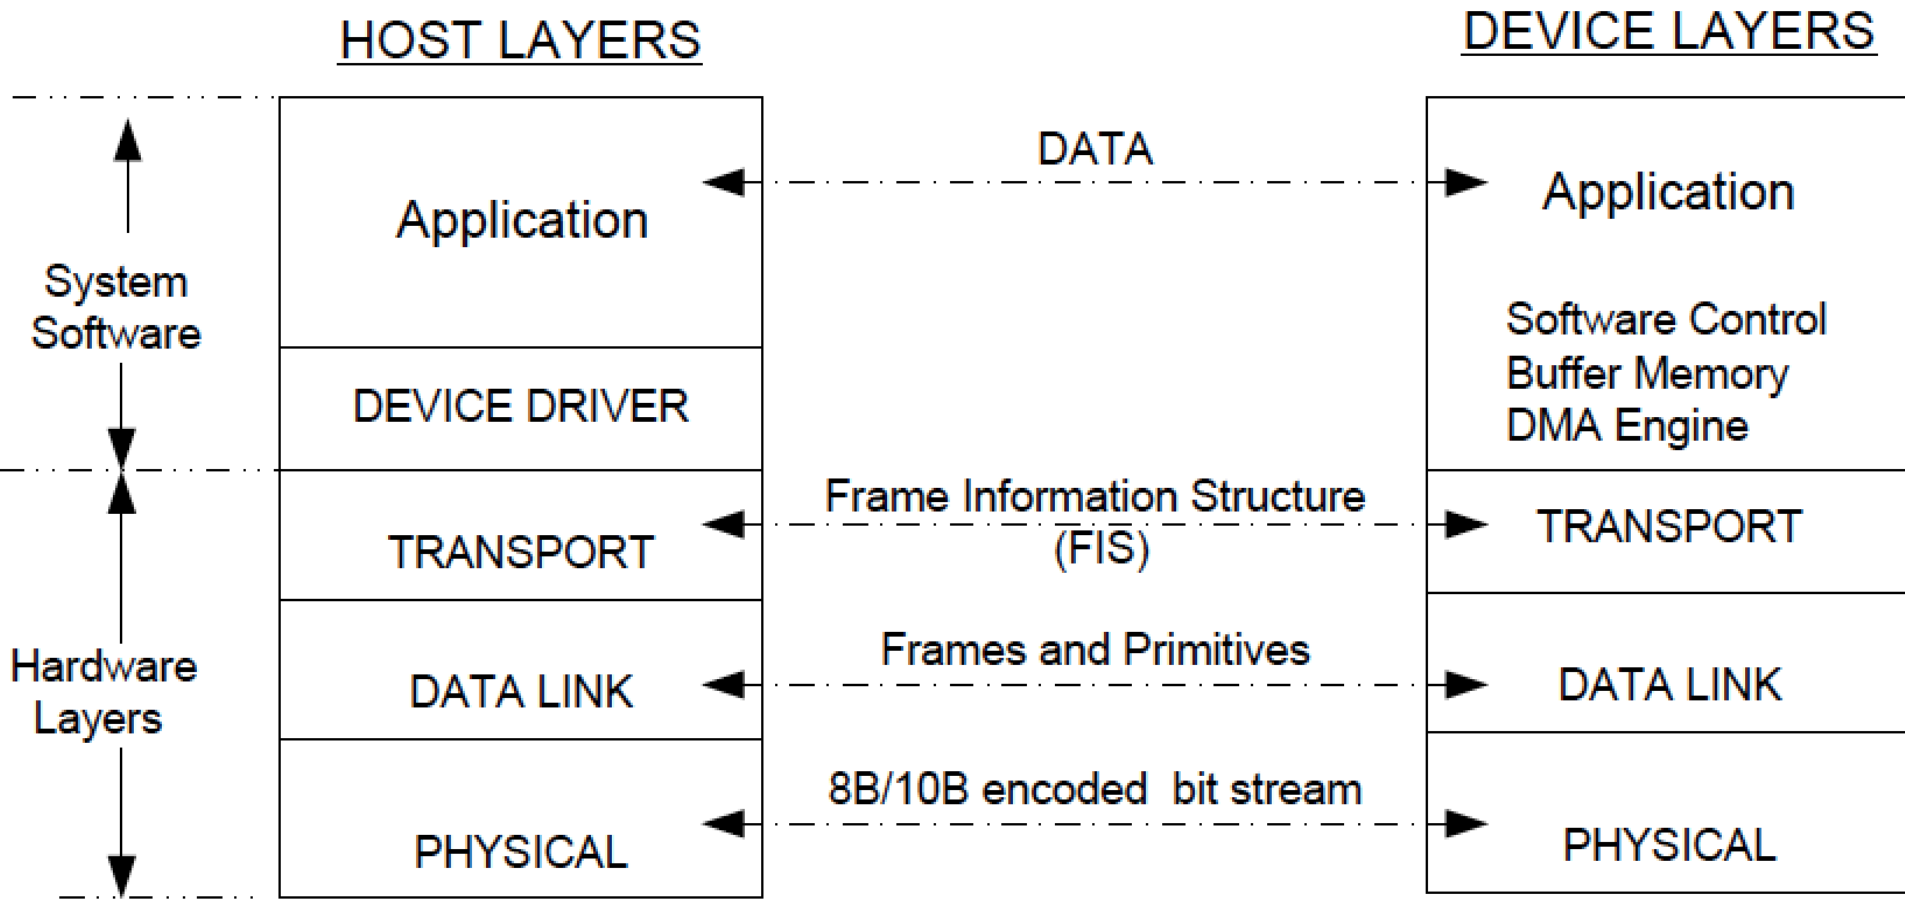 HOST LAYERS
DEVICE LAYERS
System
Software
Hardware
Layers
Application
DEVICE DRIVER
TRANSPORT
DATA LINK
PHYSICAL
DATA
Frame Information Structure
(FIS)
Frames and Primitives
8B/10B encoded bit stream
Application
Software Control
Buffer Memory
DMA Engine
TRANSPORT
DATA LINK
PHYSICAL